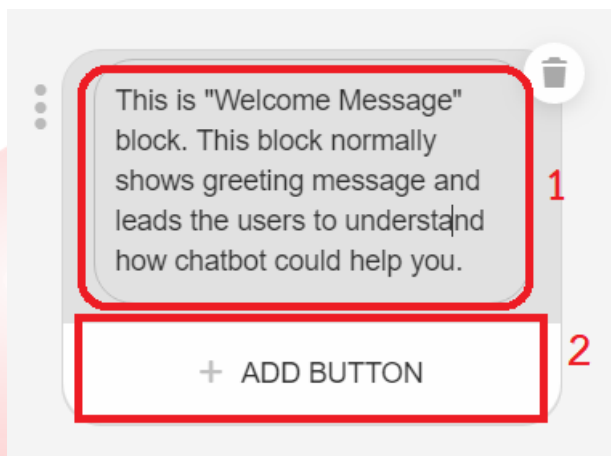 This is "Welcome Message"
block. This block normally
shows greeting message and
leads the users to understand
how chatbot could help you.
1
+ ADD BUTTON
2